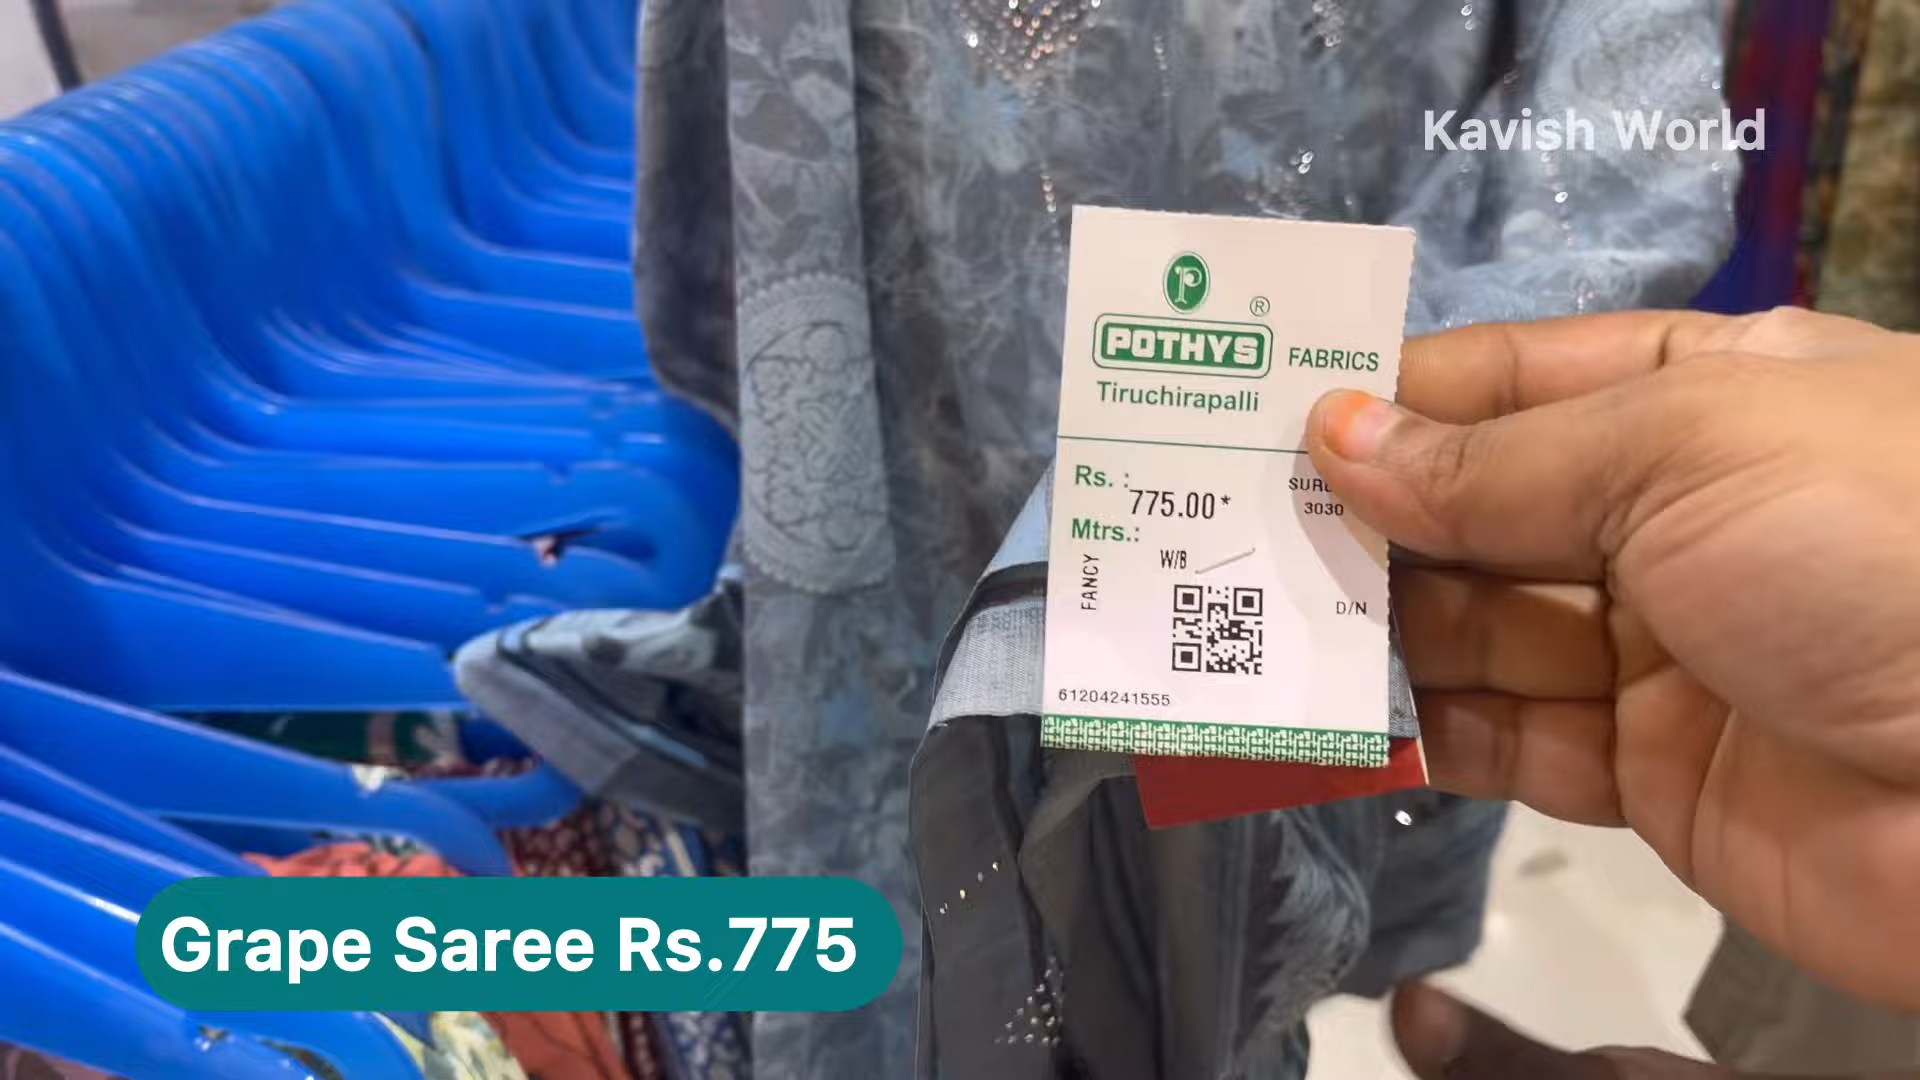 Kavish World
P
®
POTHYS FABRICS
Tiruchirapalli
Rs. :
775.00*
3030
Mtrs.:
W/B
FANCY
D/N
61204241555
Grape Saree Rs.775